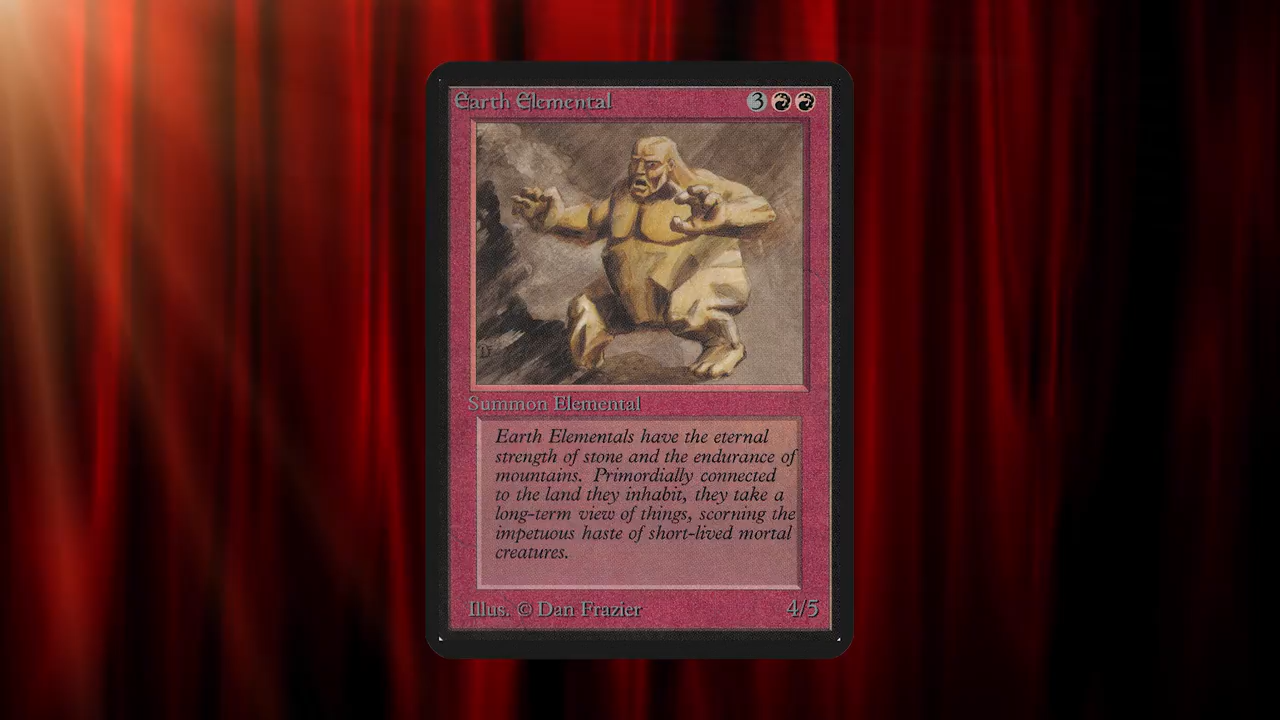 Earth Elemental 3
Summon Elemental
Earth Elementals have the eternal
strength of stone and the endurance of
mountains. Primordially connected
to the land they inhabit, they take a
long-term view of things, scorning the
impetuous haste of short-lived mortal
creatures.
Illus. © Dan Frazier 4/5